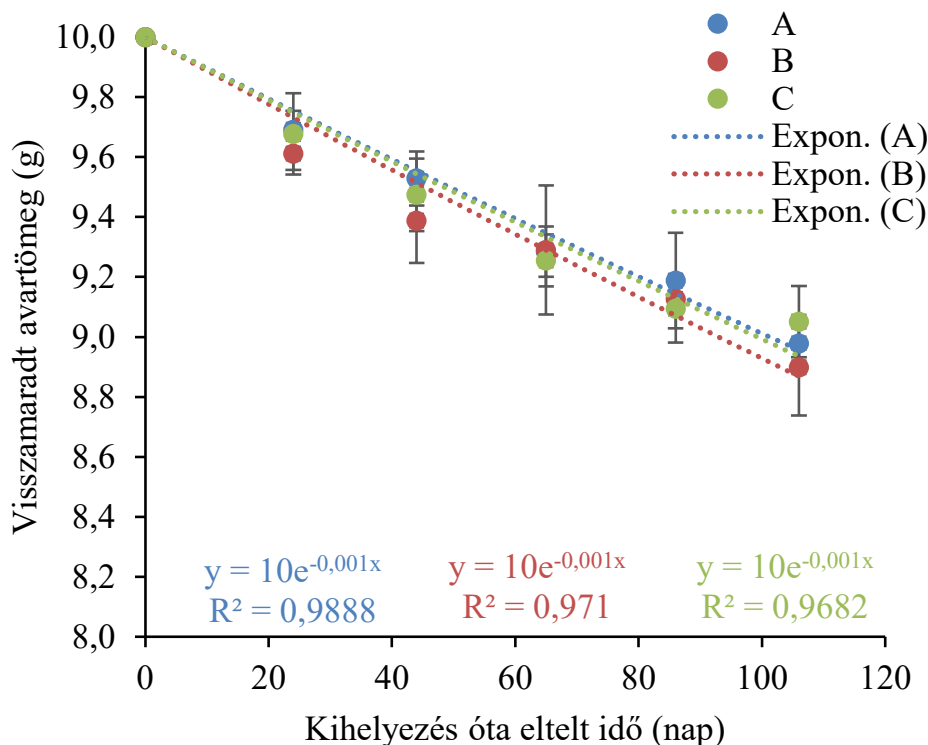 Visszamaradt avartömeg (g)
10,0
9,8
9,6
9,4
9,2
9,0
8,8
8,6
8,4
8,2
8,0
A
B
C
Expon. (A)
Expon. (B)
Expon. (C)
y = 10e^-0,001x
R² = 0,9888
y = 10e^-0,001x
R² = 0,971
y = 10e^-0,001x
R² = 0,9682
0 20 40 60 80 100 120
Kihelyezés óta eltelt idő (nap)